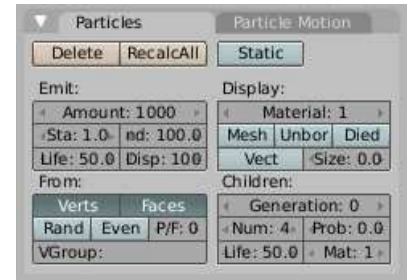 Particles
Particle Motion
Delete RecalcAll Static
Emit:
Display:
Amount: 1000
Material: 1
Sta: 1.0 nd: 100.0
Mesh Unbor Died
Life: 50.0 Disp: 100
Vect Size: 0.0
From:
Children:
Verts Faces
Generation: 0
Rand Even P/F: 0
Num: 4 Prob: 0.0
VGroup:
Life: 50.0 Mat: 1